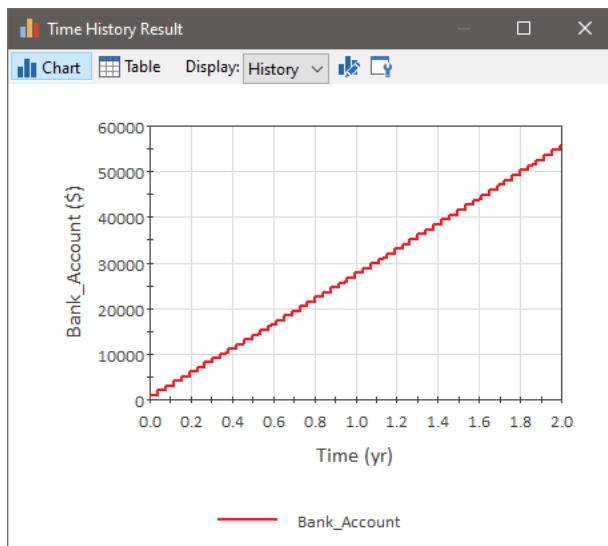 Time History Result
Chart Table Display: History
60000
50000
40000
30000
20000
10000
0
Bank_Account ($)
0.0 0.2 0.4 0.6 0.8 1.0 1.2 1.4 1.6 1.8 2.0
Time (yr)
Bank_Account